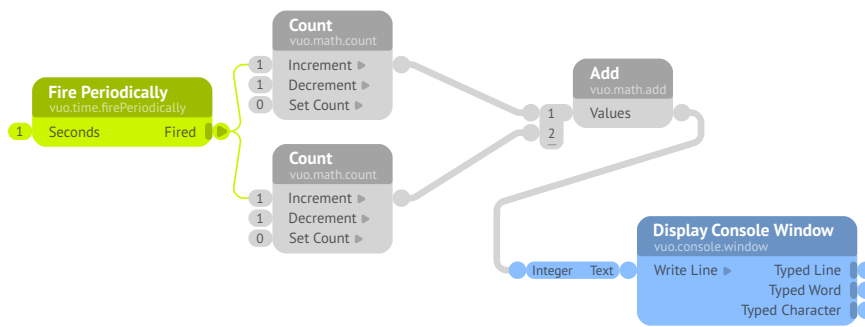 Count
vuo.math.count
1 Increment
1 Decrement
0 Set Count
Fire Periodically
vuo.time.firePeriodically
1 Seconds Fired
Add
vuo.math.add
1 Values
2
Count
vuo.math.count
1 Increment
1 Decrement
0 Set Count
Display Console Window
vuo.console.window
Integer Text Write Line Typed Line
Typed Word
Typed Character